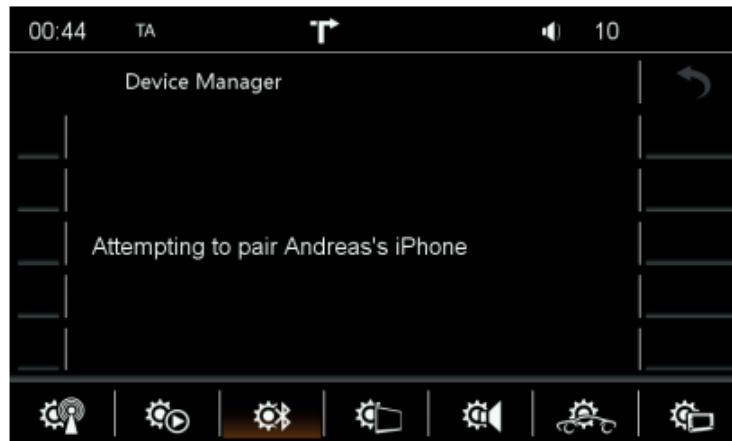 00:44 TA 10
Device Manager
Attempting to pair Andreas's iPhone